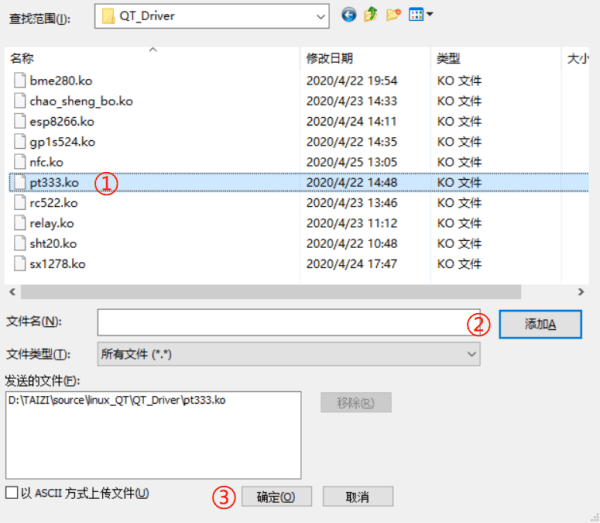 查找范围(I): QT_Driver
名称 修改日期 类型 大小
bme280.ko 2020/4/22 19:54 KO 文件
chao_sheng_bo.ko 2020/4/23 14:33 KO 文件
esp8266.ko 2020/4/24 14:11 KO 文件
gp1s524.ko 2020/4/22 14:35 KO 文件
nfc.ko 2020/4/25 13:05 KO 文件
pt333.ko ① 2020/4/22 14:48 KO 文件
rc522.ko 2020/4/23 13:46 KO 文件
relay.ko 2020/4/23 11:12 KO 文件
sht20.ko 2020/4/22 10:48 KO 文件
sx1278.ko 2020/4/24 17:47 KO 文件
文件名(N): ② 添加A
文件类型(T): 所有文件 (*.*)
发送的文件(F):
D:\TAIZI\source\linux_QT\QT_Driver\pt333.ko
移除(R)
以 ASCII 方式上传文件(U) ③ 确定(O) 取消